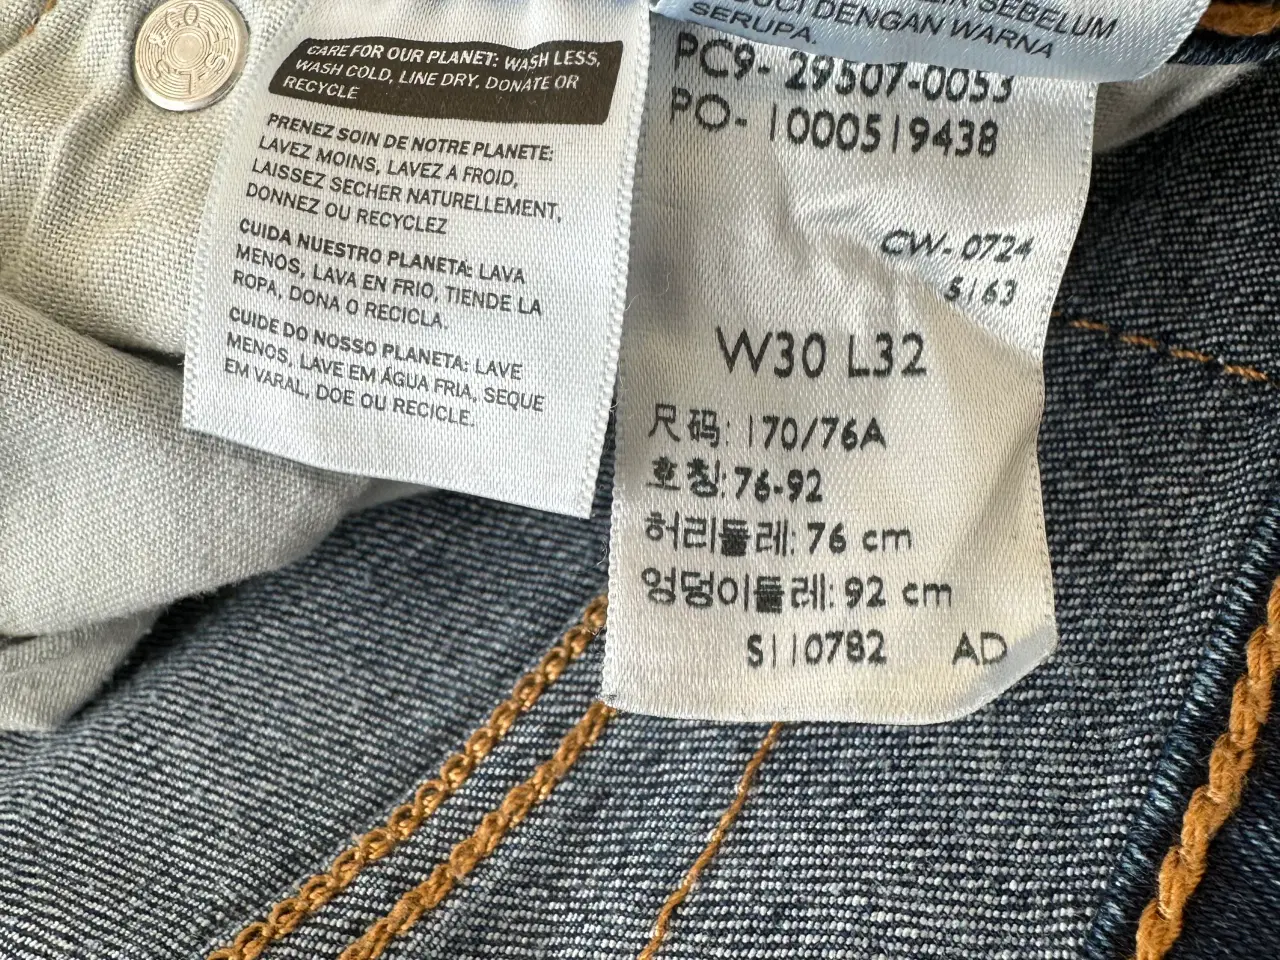 CARE FOR OUR PLANET: WASH LESS,
WASH COLD, LINE DRY, DONATE OR
RECYCLE
PRENEZ SOIN DE NOTRE PLANETE:
LAVEZ MOINS, LAVEZ A FROID,
LAISSEZ SECHER NATURELLEMENT,
DONNEZ OU RECYCLEZ
CUIDA NUESTRO PLANETA: LAVA
MENOS, LAVA EN FRIO, TIENDE LA
ROPA, DONA O RECICLA.
CUIDE DO NOSSO PLANETA: LAVE
MENOS, LAVE EM ÁGUA FRIA, SEQUE
EM VARAL, DOE OU RECICLE.
SEBELUM
DENGAN WARNA
SERUPA.
PC9- 29507-0053
PO- 1000519438
CW- 0724
5163
W30 L32
尺码: 170/76A
호칭: 76-92
허리둘레: 76 cm
엉덩이둘레: 92 cm
S110782 AD